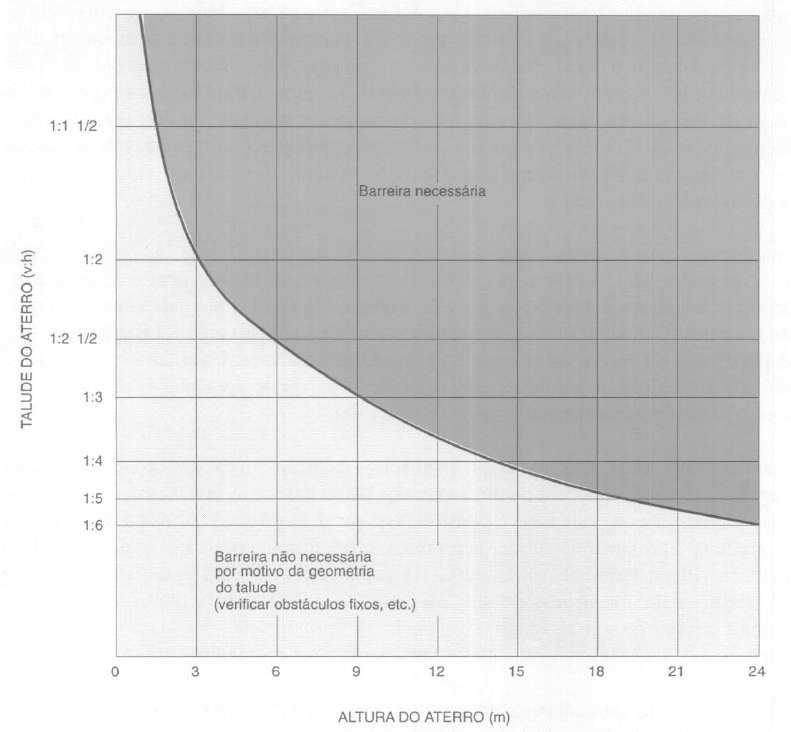 1:1 1/2
Barreira necessária
1:2
TALUDE DO ATERRO (v:h)
1:2 1/2
1:3
1:4
1:5
1:6
Barreira não necessária
por motivo da geometria
do talude
(verificar obstáculos fixos, etc.)
0 3 6 9 12 15 18 21 24
ALTURA DO ATERRO (m)